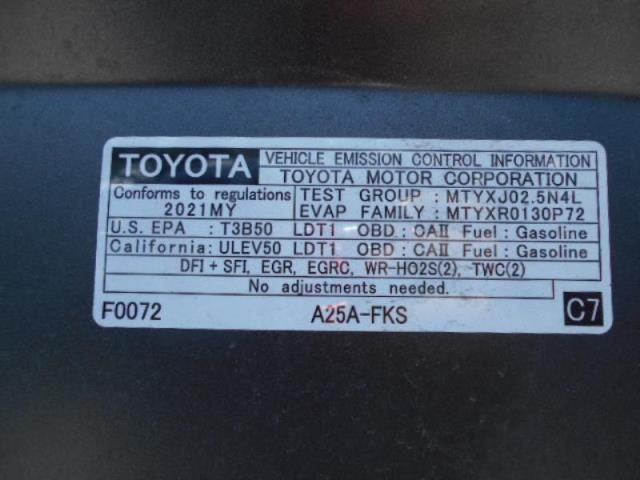 TOYOTA
VEHICLE EMISSION CONTROL INFORMATION
TOYOTA MOTOR CORPORATION
Conforms to regulations
2021MY
TEST GROUP : MTYXJ02.5N4L
EVAP FAMILY : MTYXR0130P72
U.S. EPA : T3B50 LDT1 OBD : CAⅡ Fuel : Gasoline
California: ULEV50 LDT1 OBD : CAⅡ Fuel : Gasoline
DFI + SFI, EGR, EGRC, WR-HO2S(2), TWC(2)
No adjustments needed.
F0072 A25A-FKS C7